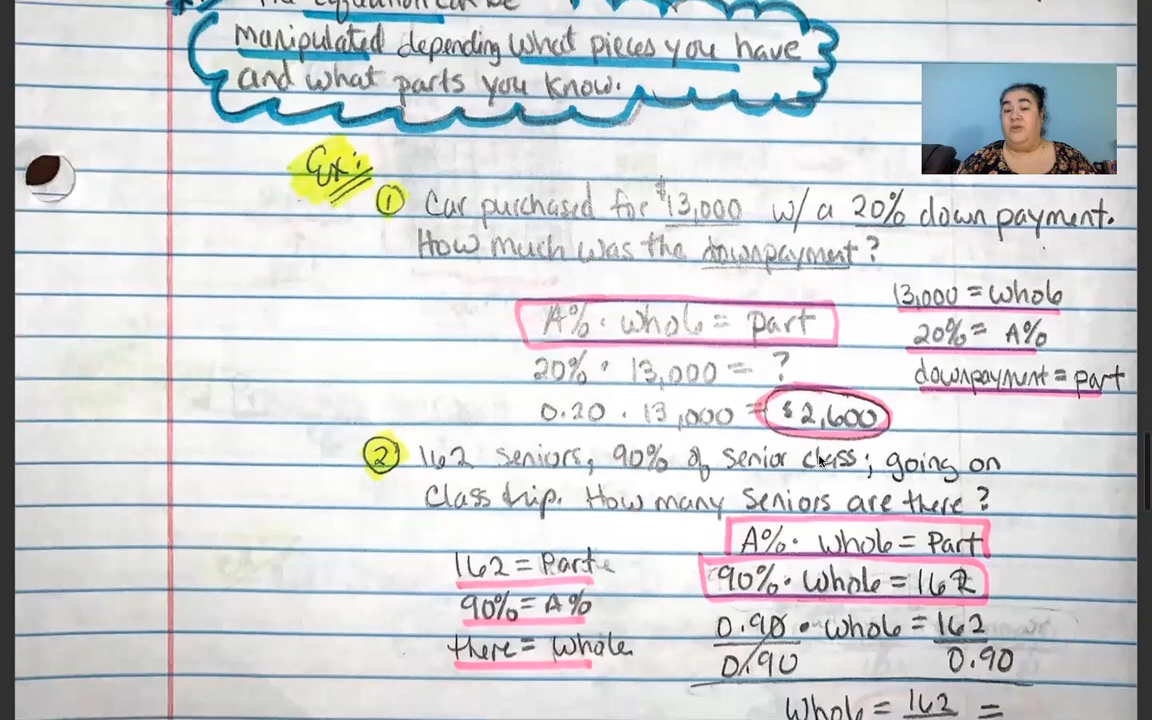 The equation can be
manipulated depending what pieces you have
and what parts you know.
Ex:
① Car purchased for $13,000 w/ a 20% down payment.
How much was the downpayment?
13,000 = whole
A% · whole = part
20% = A%
20% · 13,000 = ?
downpayment = part
0.20 · 13,000 = $2,600
② 162 seniors, 90% of senior class; going on
class trip. How many seniors are there?
A% · whole = Part
162 = Part
90% · whole = 162
90% = A%
0.90 · whole = 162
there = whole
0.90 0.90
whole = 162 =